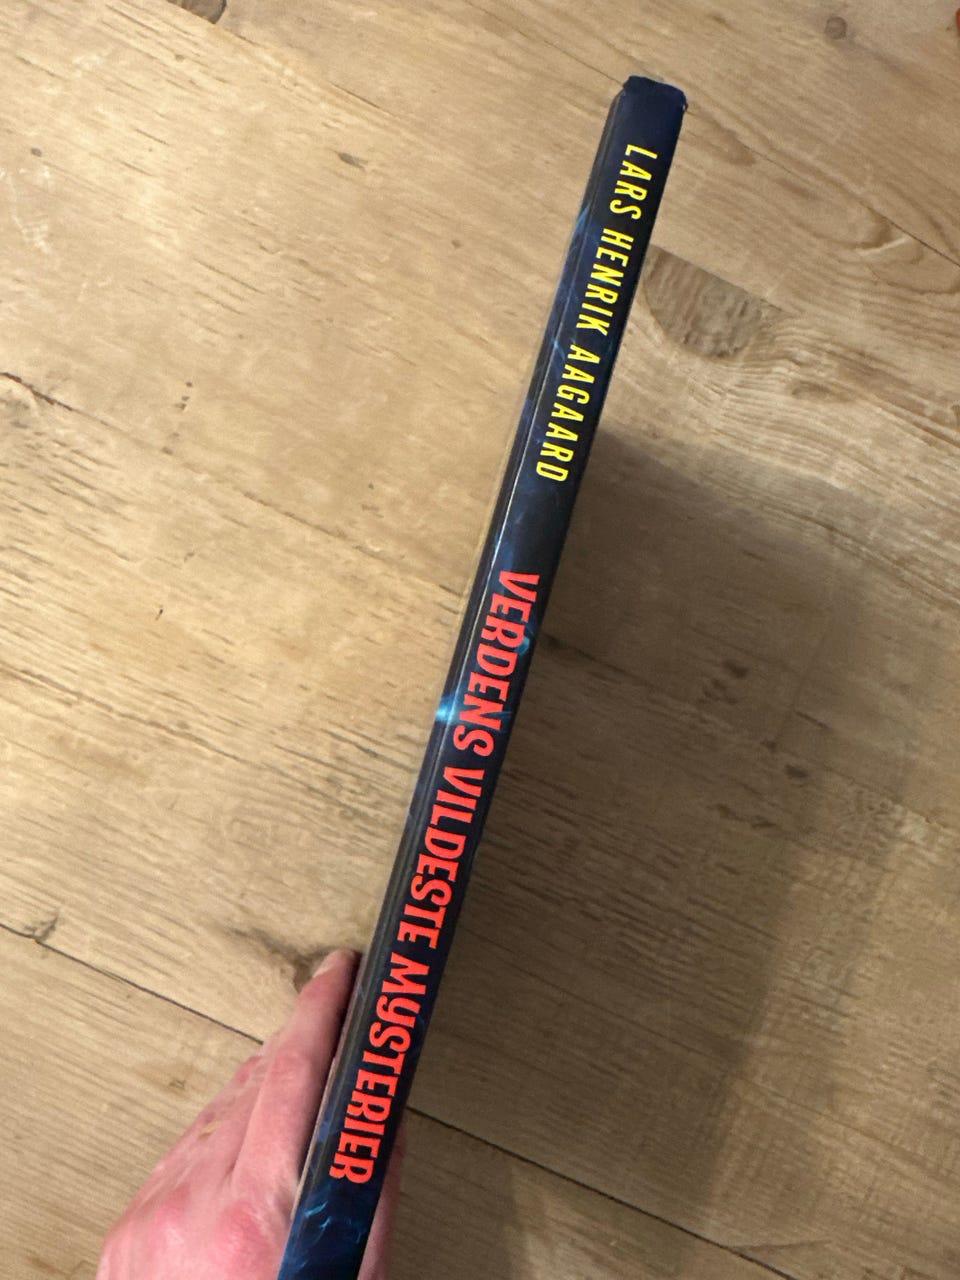 LARS HENRIK AAGAARD
VERDENS VILDESTE MYSTERIER